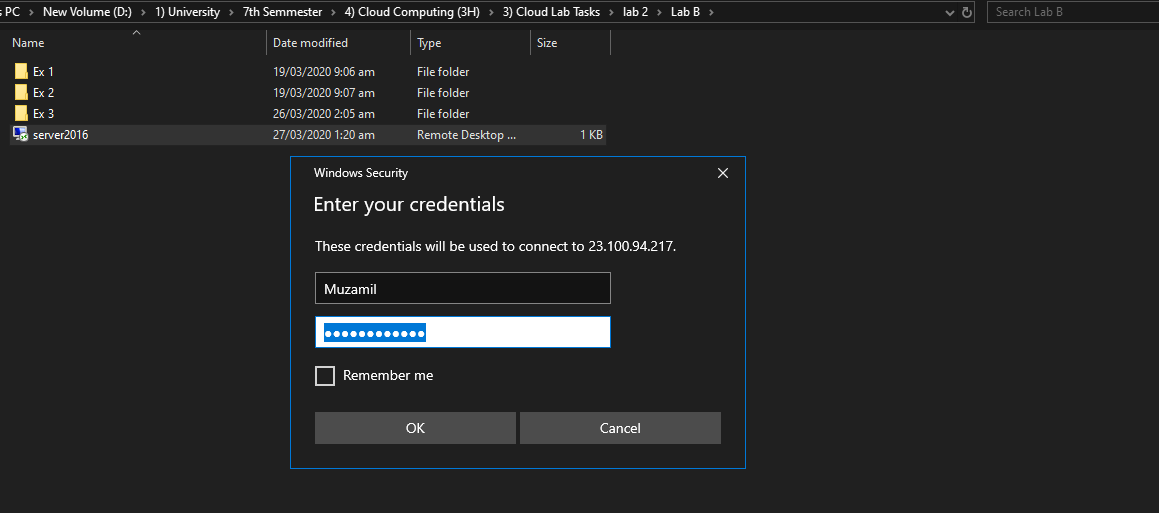 s PC > New Volume (D:) > 1) University > 7th Semmester > 4) Cloud Computing (3H) > 3) Cloud Lab Tasks > lab 2 > Lab B > Search Lab B
Name Date modified Type Size
Ex 1 19/03/2020 9:06 am File folder
Ex 2 19/03/2020 9:07 am File folder
Ex 3 26/03/2020 2:05 am File folder
server2016 27/03/2020 1:20 am Remote Desktop ... 1 KB
Windows Security
Enter your credentials
These credentials will be used to connect to 23.100.94.217.
Muzamil
●●●●●●●●●●●●
Remember me
OK Cancel